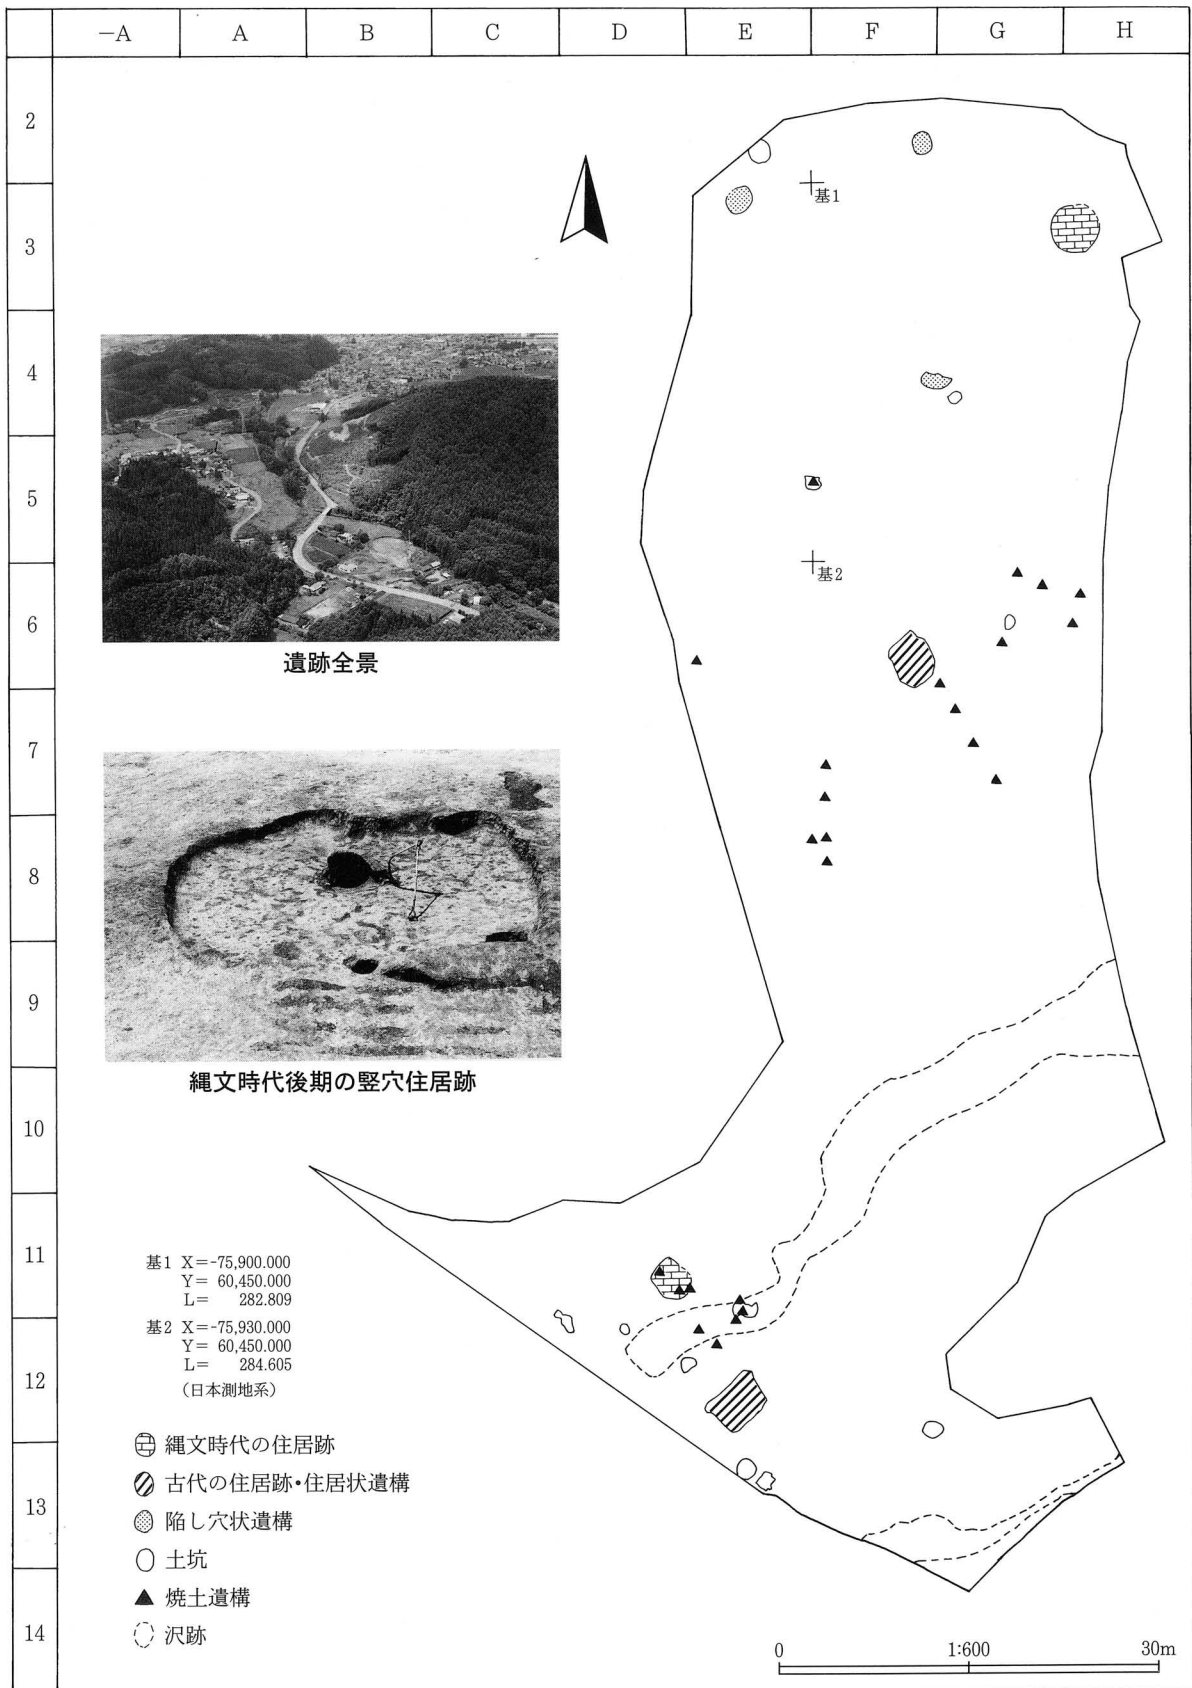 −A A B C D E F G H
2
3
4
5
6
7
8
9
10
11
12
13
14
基1
基2
遺跡全景
縄文時代後期の竪穴住居跡
基1 X=-75,900.000
Y= 60,450.000
L= 282.809
基2 X=-75,930.000
Y= 60,450.000
L= 284.605
(日本測地系)
縄文時代の住居跡
古代の住居跡・住居状遺構
陥し穴状遺構
土坑
焼土遺構
沢跡
0 1:600 30m